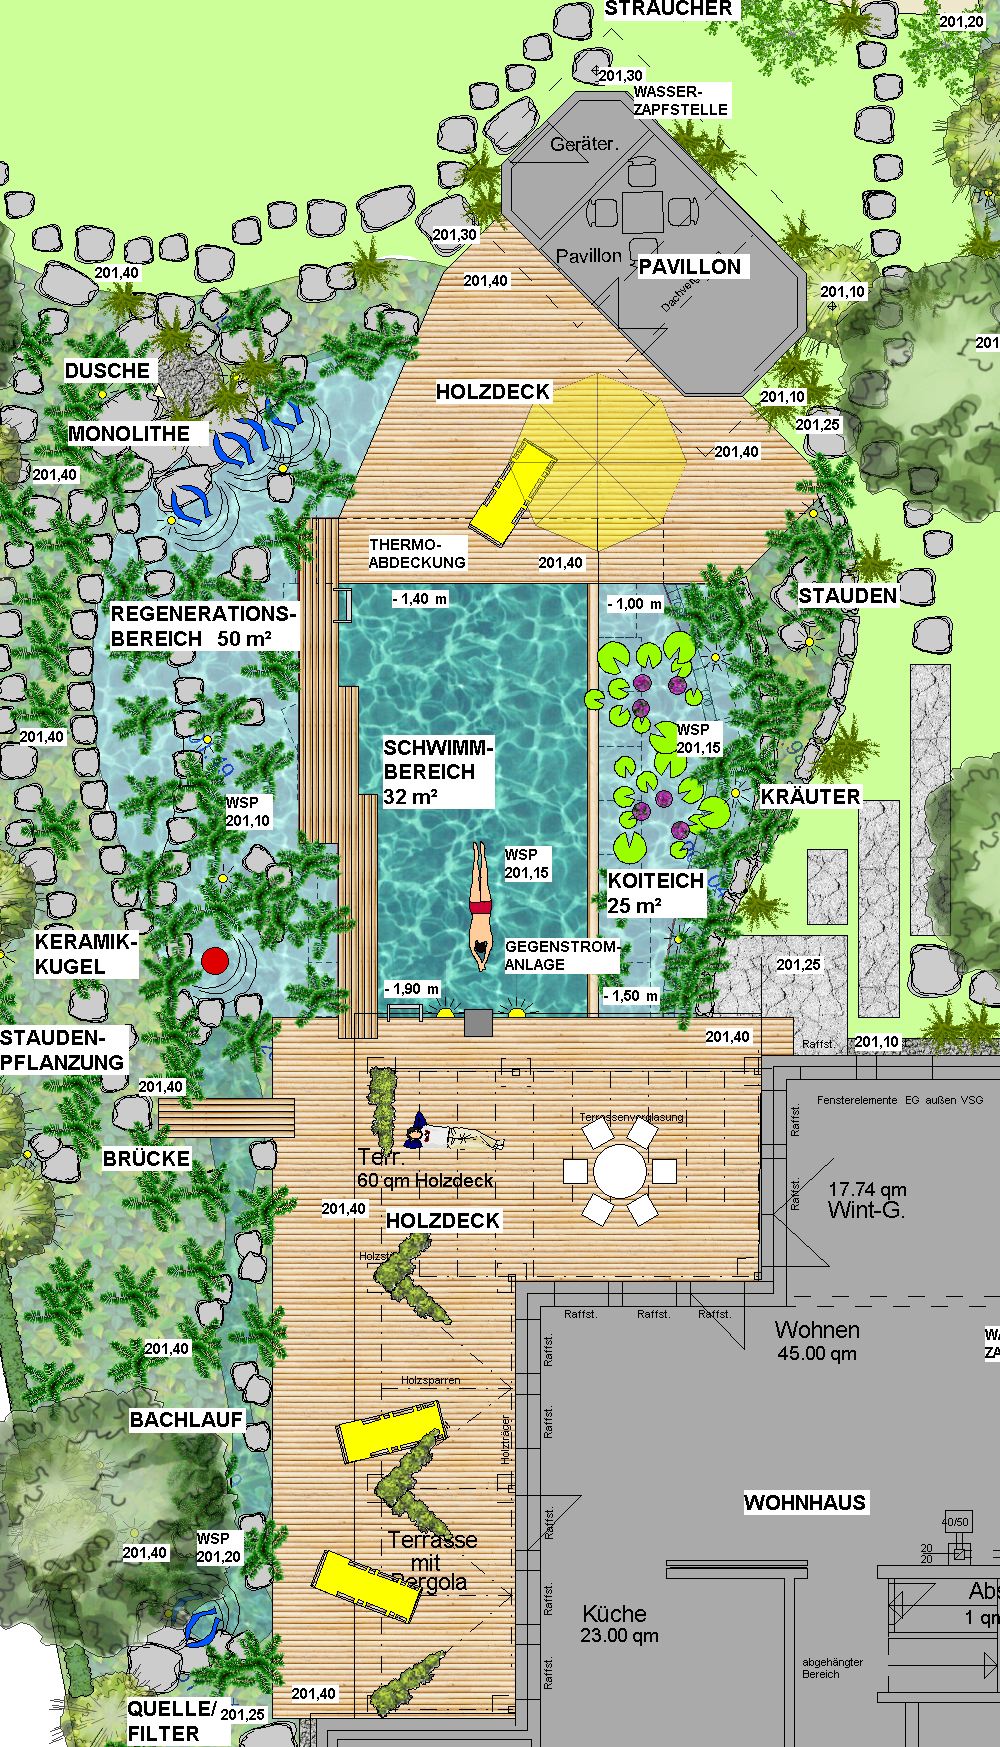 STRÄUCHER
201,20
201,30
WASSER-
ZAPFSTELLE
Geräter.
201,30
Pavillon
PAVILLON
Dachver
201,40
201,40
201,10
201
DUSCHE
HOLZDECK
201,10
201,25
MONOLITHE
201,40
201,40
THERMO-
ABDECKUNG
201,40
- 1,40 m
- 1,00 m
STAUDEN
REGENERATIONS-
BEREICH 50 m²
201,40
WSP
201,15
SCHWIMM-
BEREICH
32 m²
KRÄUTER
WSP
201,10
WSP
201,15
KOITEICH
25 m²
KERAMIK-
KUGEL
GEGENSTROM-
ANLAGE
201,25
- 1,90 m
- 1,50 m
STAUDEN-
PFLANZUNG
201,40
Raffst.
201,10
201,40
Fensterelemente EG außen VSG
Terrassenverglasung
Raffst.
BRÜCKE
Terr.
60 qm Holzdeck
Raffst.
17.74 qm
Wint-G.
201,40
HOLZDECK
Raffst.
Raffst.
Raffst.
Wohnen
45.00 qm
201,40
Raffst.
Holzsparren
BACHLAUF
Raffst.
Holzträger
WOHNHAUS
40/50
Raffst.
201,40
WSP
201,20
Terrasse
mit
Pergola
20
20
Raffst.
Küche
23.00 qm
1 qm
abgehängter
Bereich
Raffst.
201,40
QUELLE/
FILTER
201,25